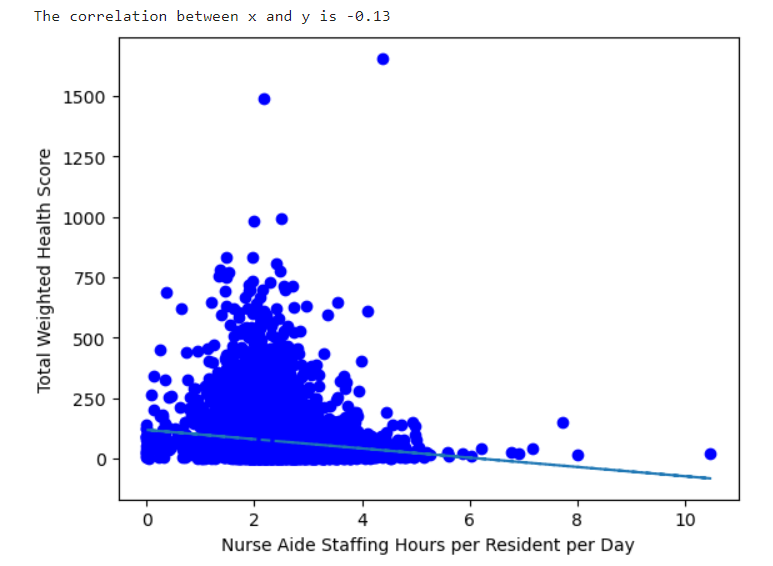 The correlation between x and y is -0.13
1500
1250
1000
750
500
250
0
Total Weighted Health Score
0 2 4 6 8 10
Nurse Aide Staffing Hours per Resident per Day